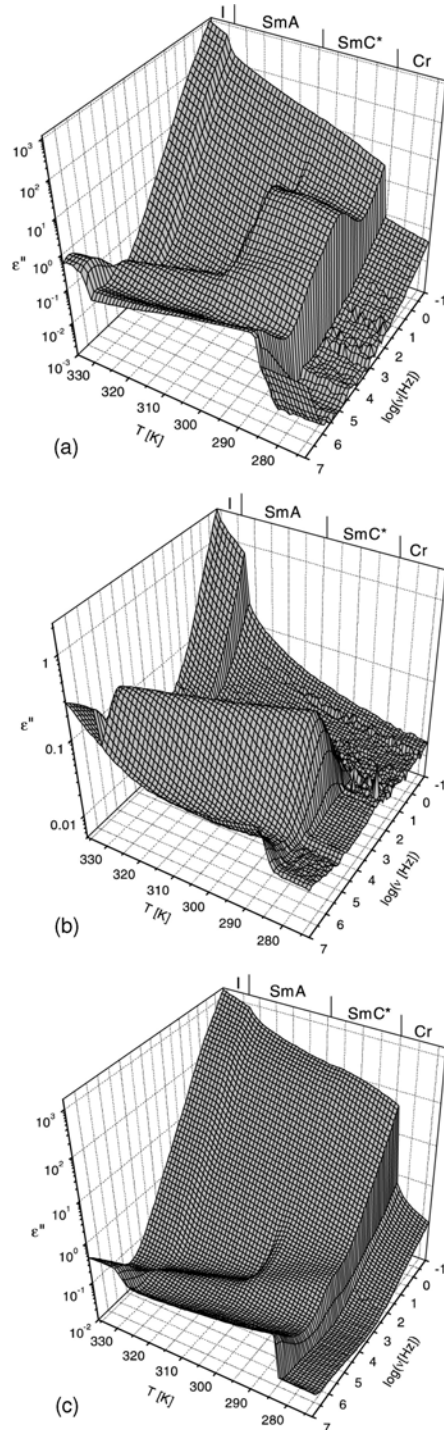 I SmA SmC* Cr
10³
10²
10¹
10⁰
10⁻¹
10⁻²
10⁻³
ε"
330 320 310 300 290 280
T [K]
7 6 5 4 3 2 1 0 -1
log(ν[Hz])
(a)
I SmA SmC* Cr
1
0.1
0.01
ε"
330 320 310 300 290 280
T [K]
7 6 5 4 3 2 1 0 -1
log(ν [Hz])
(b)
I SmA SmC* Cr
10³
10²
10¹
10⁰
10⁻¹
10⁻²
ε"
330 320 310 300 290 280
T [K]
7 6 5 4 3 2 1 0 -1
log(ν[Hz])
(c)